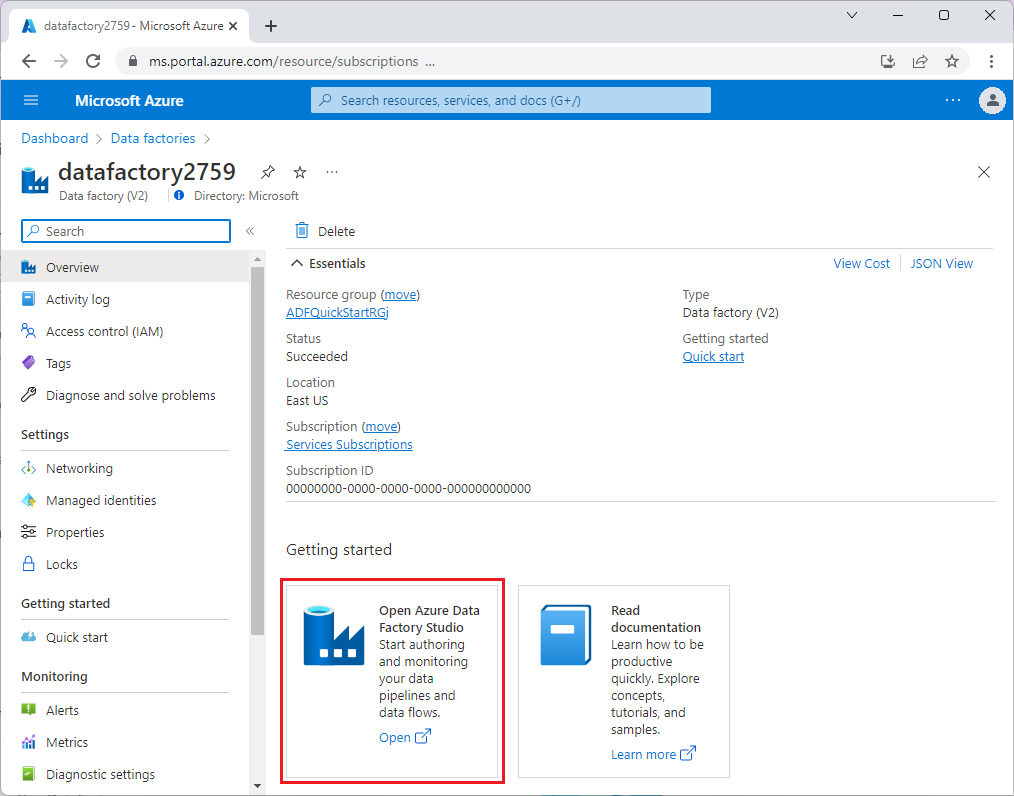 datafactory2759 - Microsoft Azure
ms.portal.azure.com/resource/subscriptions ...
Microsoft Azure
Search resources, services, and docs (G+/)
Dashboard > Data factories >
datafactory2759
Data factory (V2)
Directory: Microsoft
Search
Overview
Activity log
Access control (IAM)
Tags
Diagnose and solve problems
Settings
Networking
Managed identities
Properties
Locks
Getting started
Quick start
Monitoring
Alerts
Metrics
Diagnostic settings
Delete
Essentials
View Cost
JSON View
Resource group (move)
ADFQuickStartRGj
Status
Succeeded
Location
East US
Subscription (move)
Services Subscriptions
Subscription ID
00000000-0000-0000-0000-000000000000
Type
Data factory (V2)
Getting started
Quick start
Getting started
Open Azure Data
Factory Studio
Start authoring
and monitoring
your data
pipelines and
data flows.
Open
Read
documentation
Learn how to be
productive
quickly. Explore
concepts,
tutorials, and
samples.
Learn more